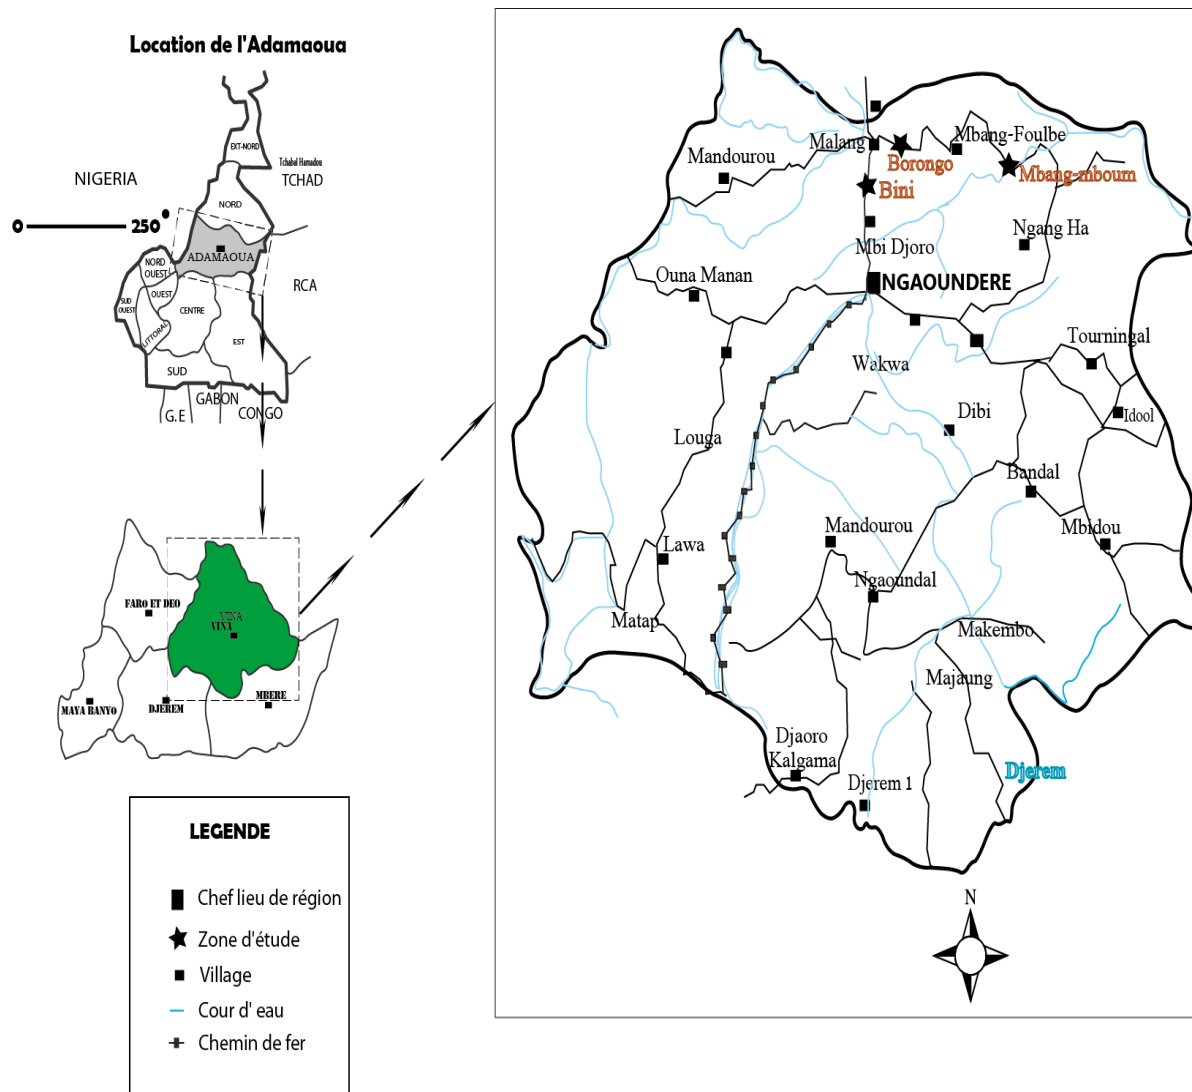 Location de l'Adamaoua
EXT-NORD
Tchabal Hamadou
TCHAD
NIGERIA
NORD
250
ADAMAOUA
NORD
OUEST
RCA
OUEST
SUD
OUEST
CENTRE
LITTORAL
EST
SUD
GABON
G.E
CONGO
FARO ET DEO
VINA
VINA
MAYA BANYO
DJEREM
MBERE
LEGENDE
Chef lieu de région
Zone d'étude
Village
Cour d' eau
Chemin de fer
Malang
Mbang-Foulbe
Mandourou
Borongo
Mbang-mboum
Bini
Mbi Djoro
Ngang Ha
Ouna Manan
NGAOUNDERE
Tourningal
Wakwa
Dibi
Idool
Louga
Bandal
Mandourou
Mbidou
Lawa
Ngaoundal
Matap
Makembo
Majaung
Djaoro
Kalgama
Djerem
Djerem 1
N